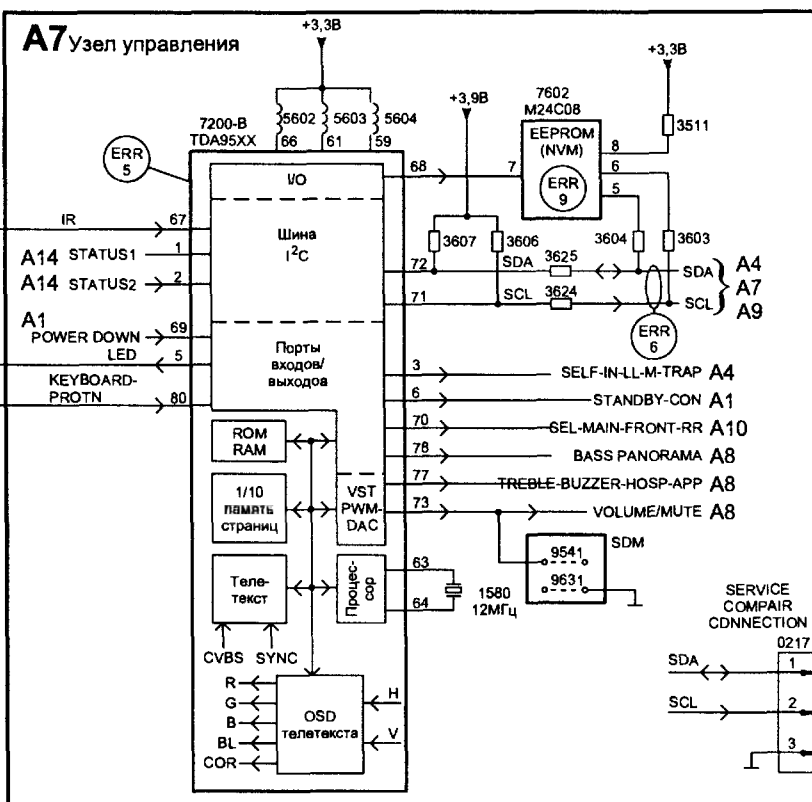 A7 Узел управления
+3,3В
+3,3В
+3,9В
7602
M24C08
7200-B
TDA95XX
5602
5603
5604
66
61
59
ERR
5
I/O
68
7
EEPROM
(NVM)
ERR
9
8
6
5
3511
IR
67
A14 STATUS1
1
A14 STATUS2
2
Шина
I²C
3607
3606
3604
3603
72
SDA
3625
SDA
71
SCL
3624
SCL
A4
A7
A9
ERR
6
A1
POWER DOWN
69
LED
5
KEYBOARD-
PROTN
80
Порты
входов/
выходов
3
SELF-IN-LL-M-TRAP A4
6
STANDBY-CON A1
70
SEL-MAIN-FRONT-RR A10
78
BASS PANORAMA A8
77
TREBLE-BUZZER-HOSP-APP A8
73
VOLUME/MUTE A8
ROM
RAM
1/10
память
страниц
VST
PWM-
DAC
Теле-
текст
Процес-
сор
63
64
1580
12МГц
SDM
9541
9631
CVBS
SYNC
R
G
B
BL
COR
OSD
телетекста
H
V
SERVICE
COMPAIR
CDNNECTION
0217
SDA
1
SCL
2
3